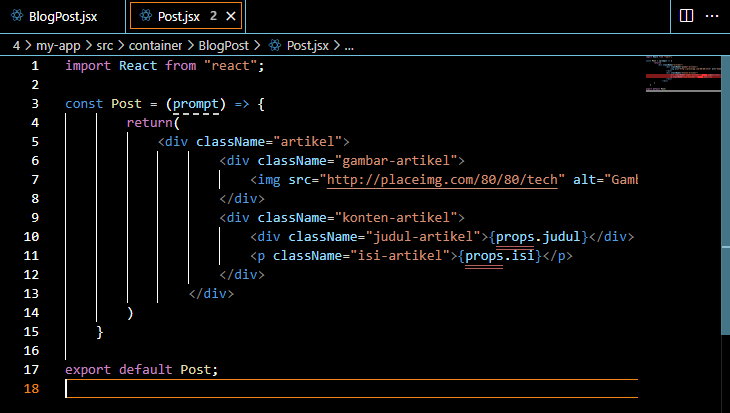 BlogPost.jsx
Post.jsx 2
4 > my-app > src > container > BlogPost > Post.jsx > ...
1 import React from "react";
2
3 const Post = (prompt) => {
4 return(
5 <div className="artikel">
6 <div className="gambar-artikel">
7 <img src="http://placeimg.com/80/80/tech" alt="Gamb
8 </div>
9 <div className="konten-artikel">
10 <div className="judul-artikel">{props.judul}</div>
11 <p className="isi-artikel">{props.isi}</p>
12 </div>
13 </div>
14 )
15 }
16
17 export default Post;
18